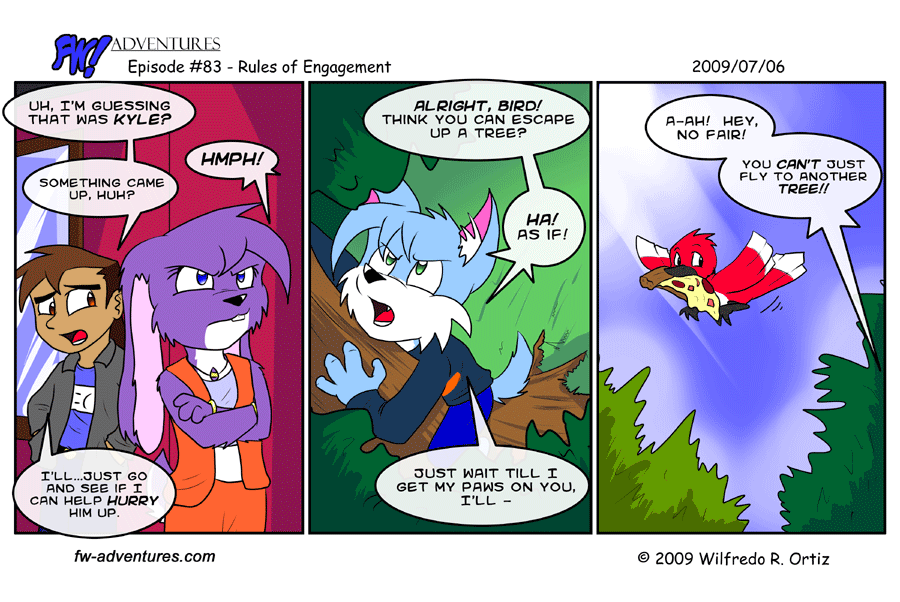 FW! ADVENTURES
Episode #83 - Rules of Engagement
2009/07/06
UH, I'M GUESSING
THAT WAS KYLE?
SOMETHING CAME
UP, HUH?
HMPH!
I'LL...JUST GO
AND SEE IF I
CAN HELP HURRY
HIM UP.
ALRIGHT, BIRD!
THINK YOU CAN ESCAPE
UP A TREE?
HA!
AS IF!
JUST WAIT TILL I
GET MY PAWS ON YOU,
I'LL -
A-AH! HEY,
NO FAIR!
YOU CAN'T JUST
FLY TO ANOTHER
TREE!!
fw-adventures.com
© 2009 Wilfredo R. Ortiz